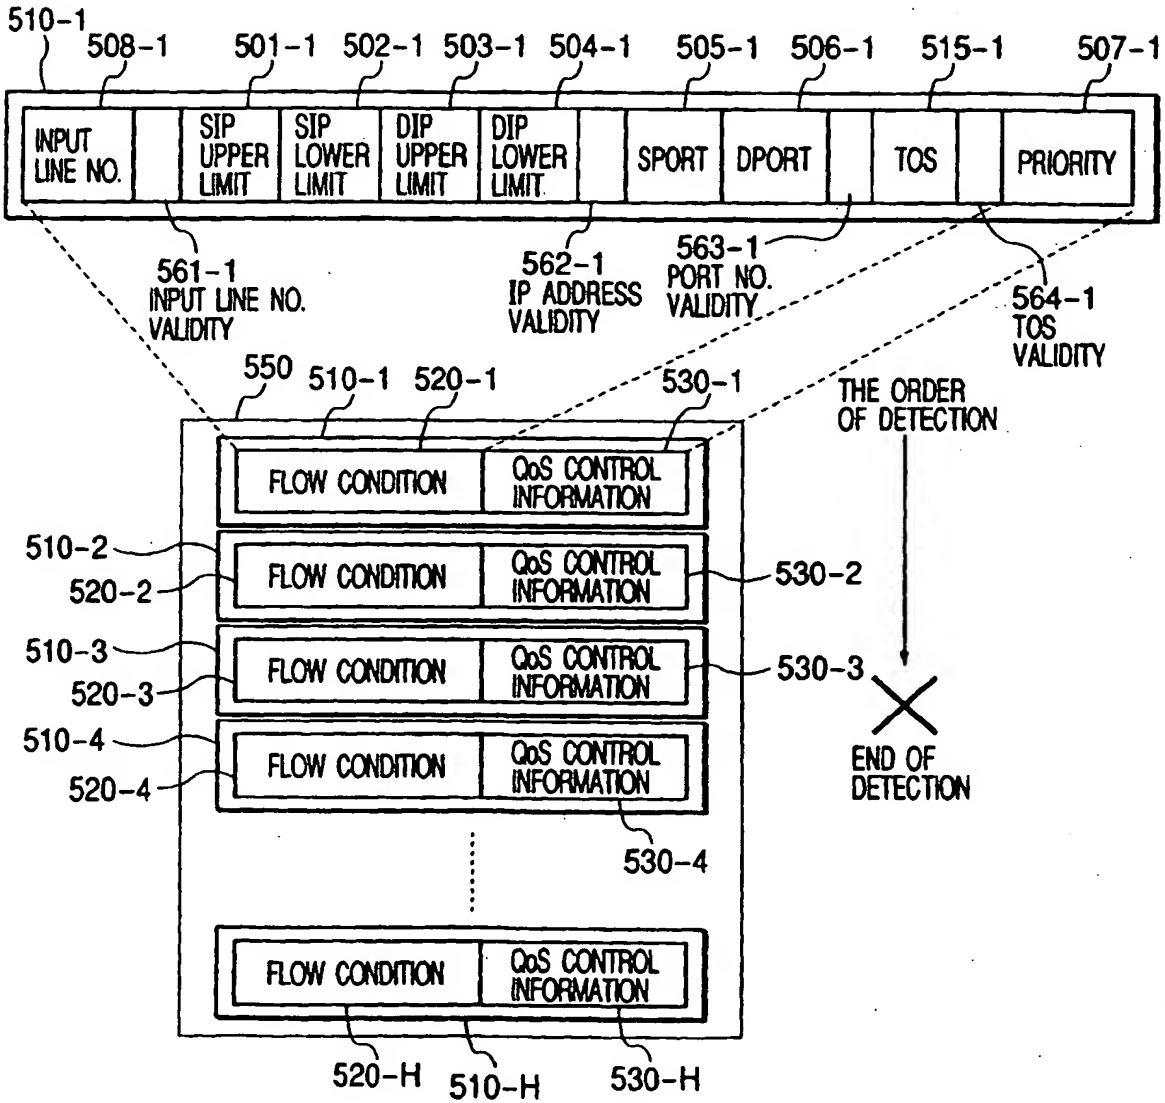 510-1
508-1 501-1 502-1 503-1 504-1 505-1 506-1 515-1 507-1
INPUT
LINE NO.
SIP
UPPER
LIMIT
SIP
LOWER
LIMIT
DIP
UPPER
LIMIT
DIP
LOWER
LIMIT
SPORT
DPORT
TOS
PRIORITY
561-1
INPUT LINE NO.
VALIDITY
562-1
IP ADDRESS
VALIDITY
563-1
PORT NO.
VALIDITY
564-1
TOS
VALIDITY
550
510-1
520-1
530-1
THE ORDER
OF DETECTION
FLOW CONDITION
QoS CONTROL
INFORMATION
510-2
520-2
FLOW CONDITION
QoS CONTROL
INFORMATION
530-2
510-3
520-3
FLOW CONDITION
QoS CONTROL
INFORMATION
530-3
510-4
520-4
FLOW CONDITION
QoS CONTROL
INFORMATION
530-4
END OF
DETECTION
FLOW CONDITION
QoS CONTROL
INFORMATION
520-H
510-H
530-H